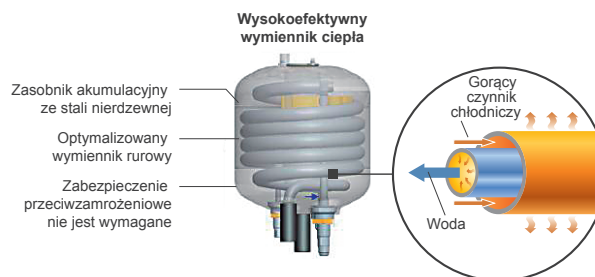 Wysokoefektywny
wymiennik ciepła
Zasobnik akumulacyjny
ze stali nierdzewnej
Optymalizowany
wymiennik rurowy
Zabezpieczenie
przeciwzamrożeniowe
nie jest wymagane
Gorący
czynnik
chłodniczy
Woda